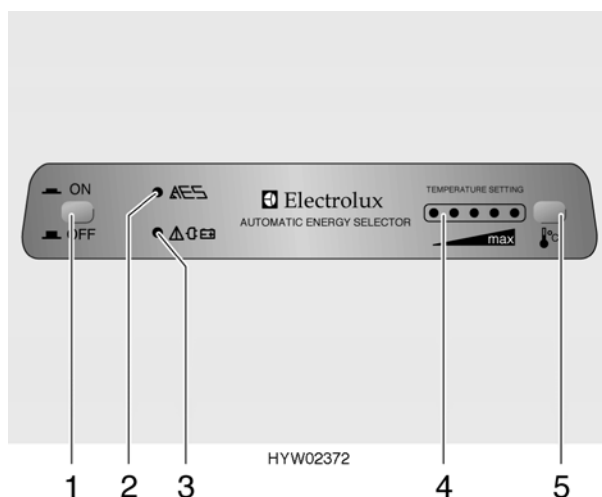 ON
OFF
AES
Electrolux
AUTOMATIC ENERGY SELECTOR
TEMPERATURE SETTING
max
°C
HYW02372
1 2 3 4 5